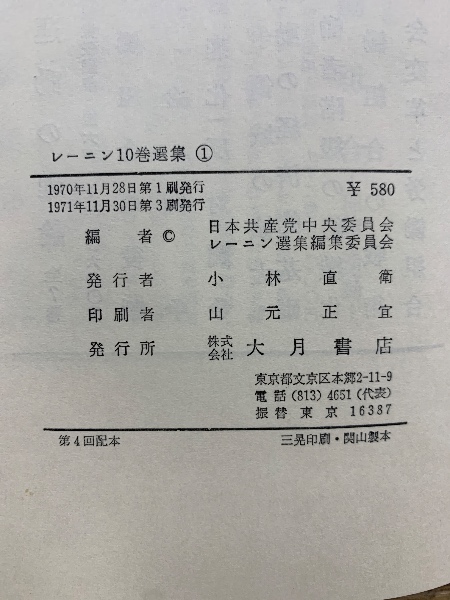 レーニン10巻選集 ①
1970年11月28日第1刷発行
1971年11月30日第3刷発行
¥ 580
編者 © 日本共産党中央委員会
レーニン選集編集委員会
発行者 小林直衛
印刷者 山元正宜
発行所 株式会社 大月書店
東京都文京区本郷2-11-9
電話 (813) 4651 (代表)
振替 東京 16387
第4回配本 三晃印刷・関山製本